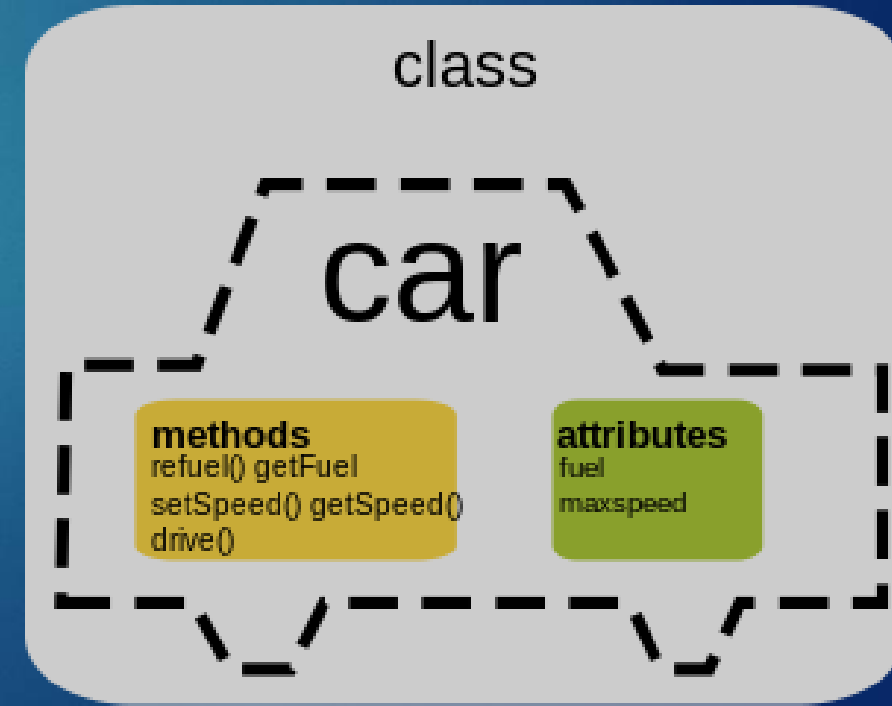 class
car
methods
refuel() getFuel
setSpeed() getSpeed()
drive()
attributes
fuel
maxspeed